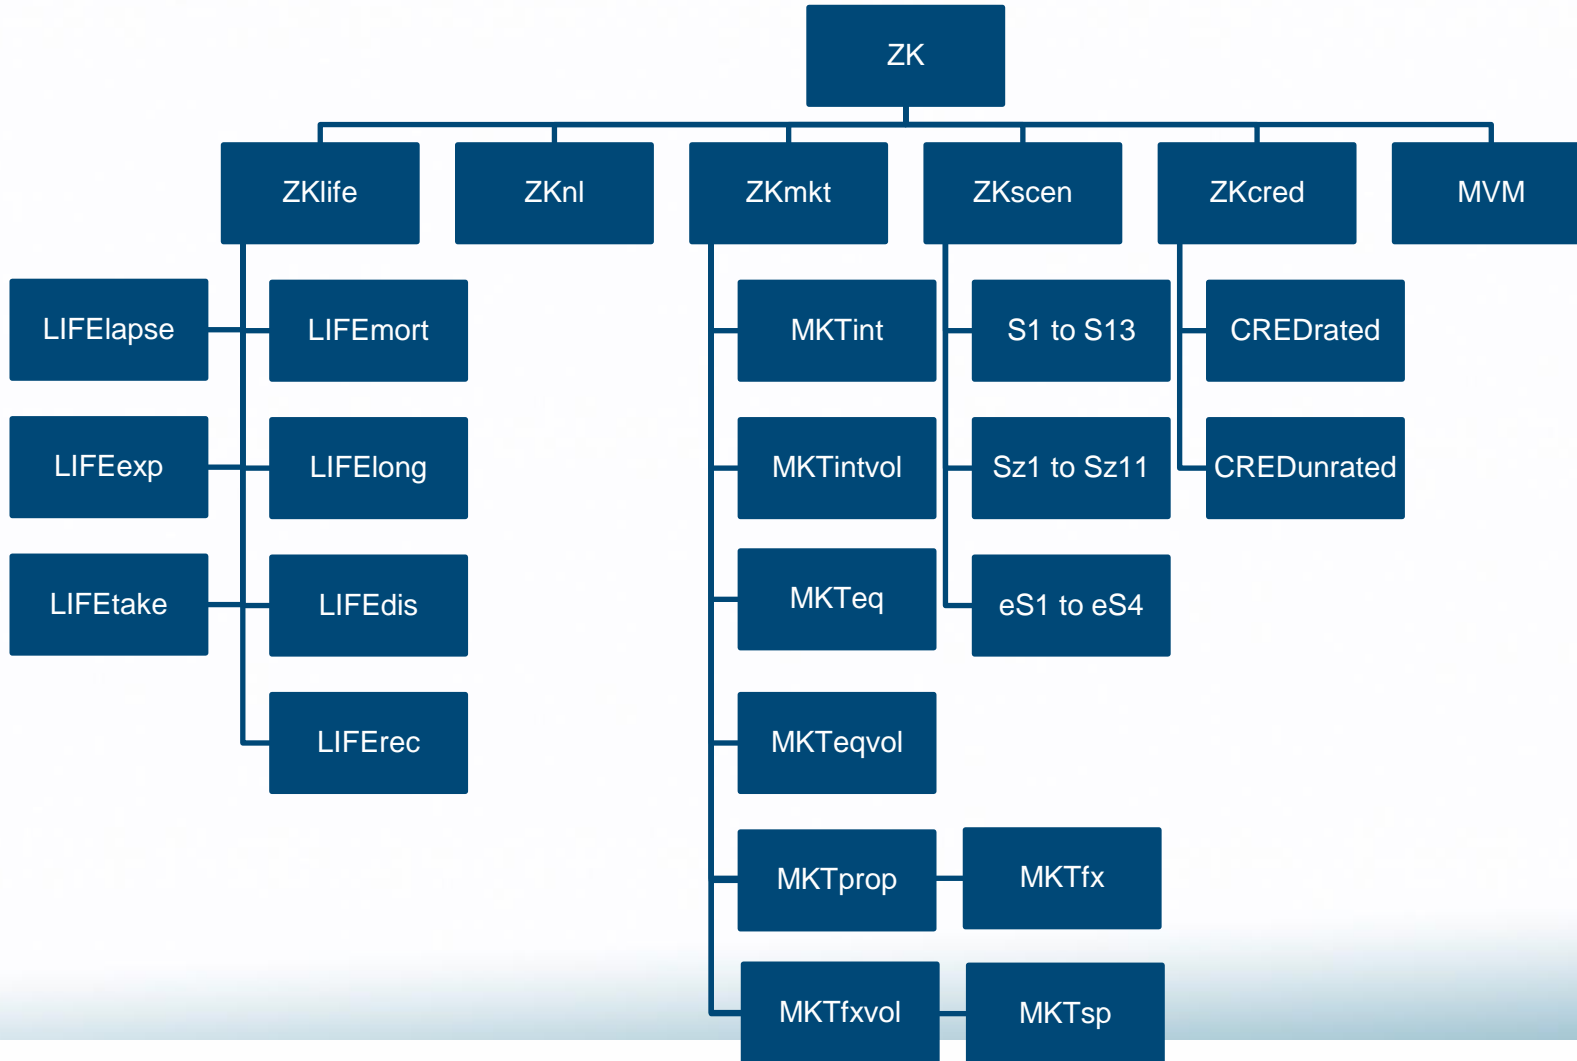 ZK
ZKlife
ZKnl
ZKmkt
ZKscen
ZKcred
MVM
LIFElapse
LIFEmort
MKTint
S1 to S13
CREDrated
LIFEexp
LIFElong
MKTintvol
Sz1 to Sz11
CREDunrated
LIFEtake
LIFEdis
MKTeq
eS1 to eS4
LIFErec
MKTeqvol
MKTprop
MKTfx
MKTfxvol
MKTsp